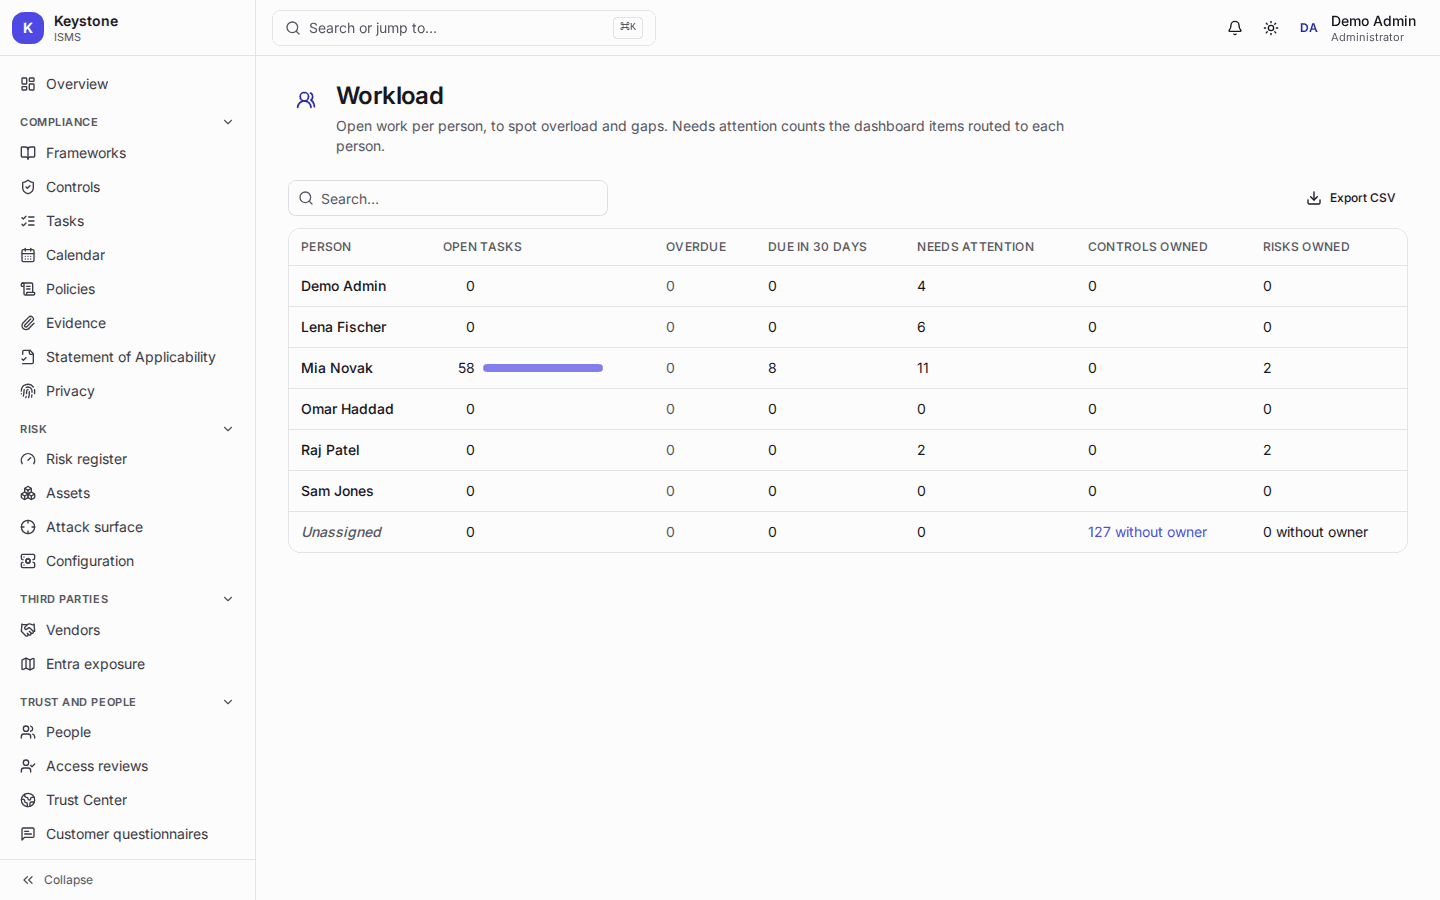 K
Keystone
ISMS
Search or jump to...
⌘K
DA
Demo Admin
Administrator
Overview
COMPLIANCE
Frameworks
Controls
Tasks
Calendar
Policies
Evidence
Statement of Applicability
Privacy
RISK
Risk register
Assets
Attack surface
Configuration
THIRD PARTIES
Vendors
Entra exposure
TRUST AND PEOPLE
People
Access reviews
Trust Center
Customer questionnaires
Collapse
Workload
Open work per person, to spot overload and gaps. Needs attention counts the dashboard items routed to each
person.
Search...
Export CSV
PERSON OPEN TASKS OVERDUE DUE IN 30 DAYS NEEDS ATTENTION CONTROLS OWNED RISKS OWNED
Demo Admin 0 0 0 4 0 0
Lena Fischer 0 0 0 6 0 0
Mia Novak 58 0 8 11 0 2
Omar Haddad 0 0 0 0 0 0
Raj Patel 0 0 0 2 0 2
Sam Jones 0 0 0 0 0 0
Unassigned 0 0 0 0 127 without owner 0 without owner